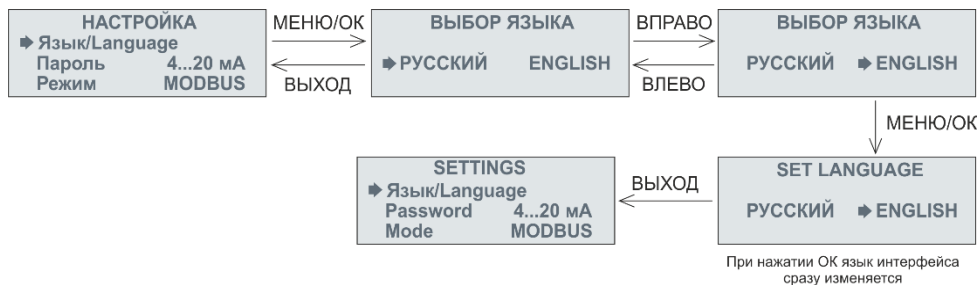 НАСТРОЙКА
Язык/Language
Пароль 4...20 мА
Режим MODBUS
МЕНЮ/ОК
ВЫХОД
ВЫБОР ЯЗЫКА
РУССКИЙ ENGLISH
ВПРАВО
ВЛЕВО
ВЫБОР ЯЗЫКА
РУССКИЙ ENGLISH
МЕНЮ/ОК
SET LANGUAGE
РУССКИЙ ENGLISH
При нажатии ОК язык интерфейса
сразу изменяется
ВЫХОД
SETTINGS
Язык/Language
Password 4...20 мА
Mode MODBUS